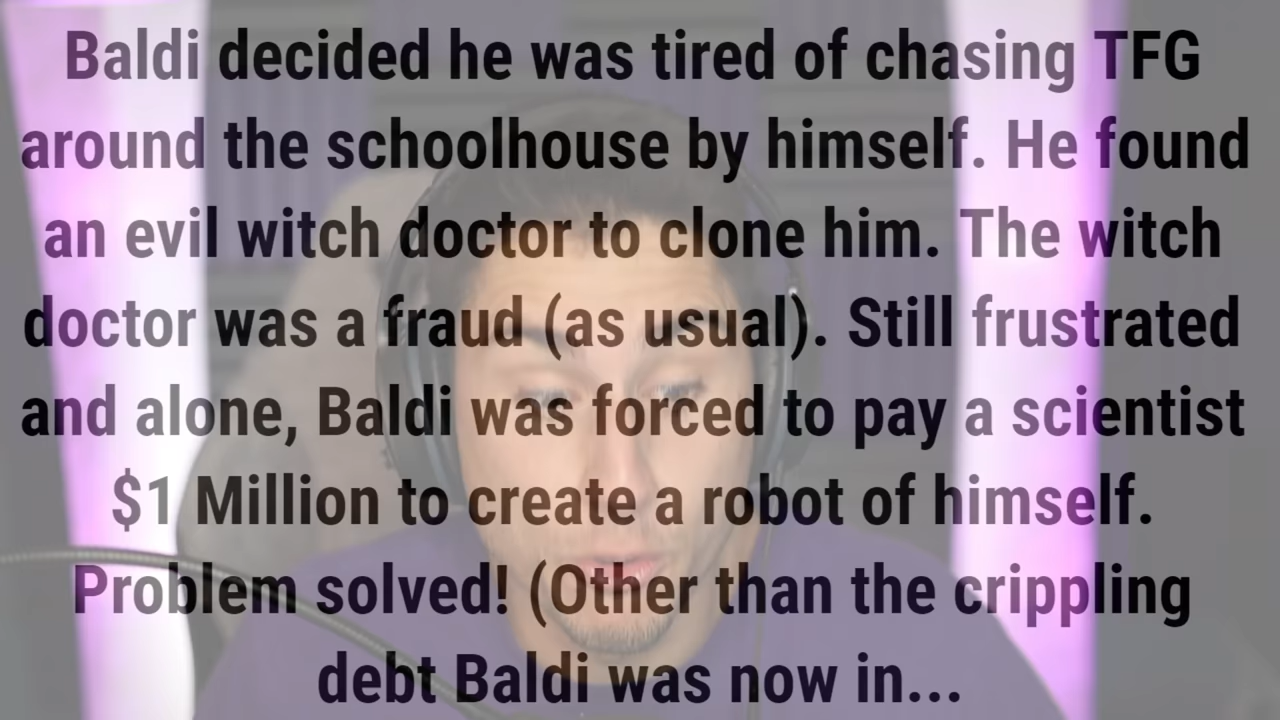 Baldi decided he was tired of chasing TFG
around the schoolhouse by himself. He found
an evil witch doctor to clone him. The witch
doctor was a fraud (as usual). Still frustrated
and alone, Baldi was forced to pay a scientist
$1 Million to create a robot of himself.
Problem solved! (Other than the crippling
debt Baldi was now in...